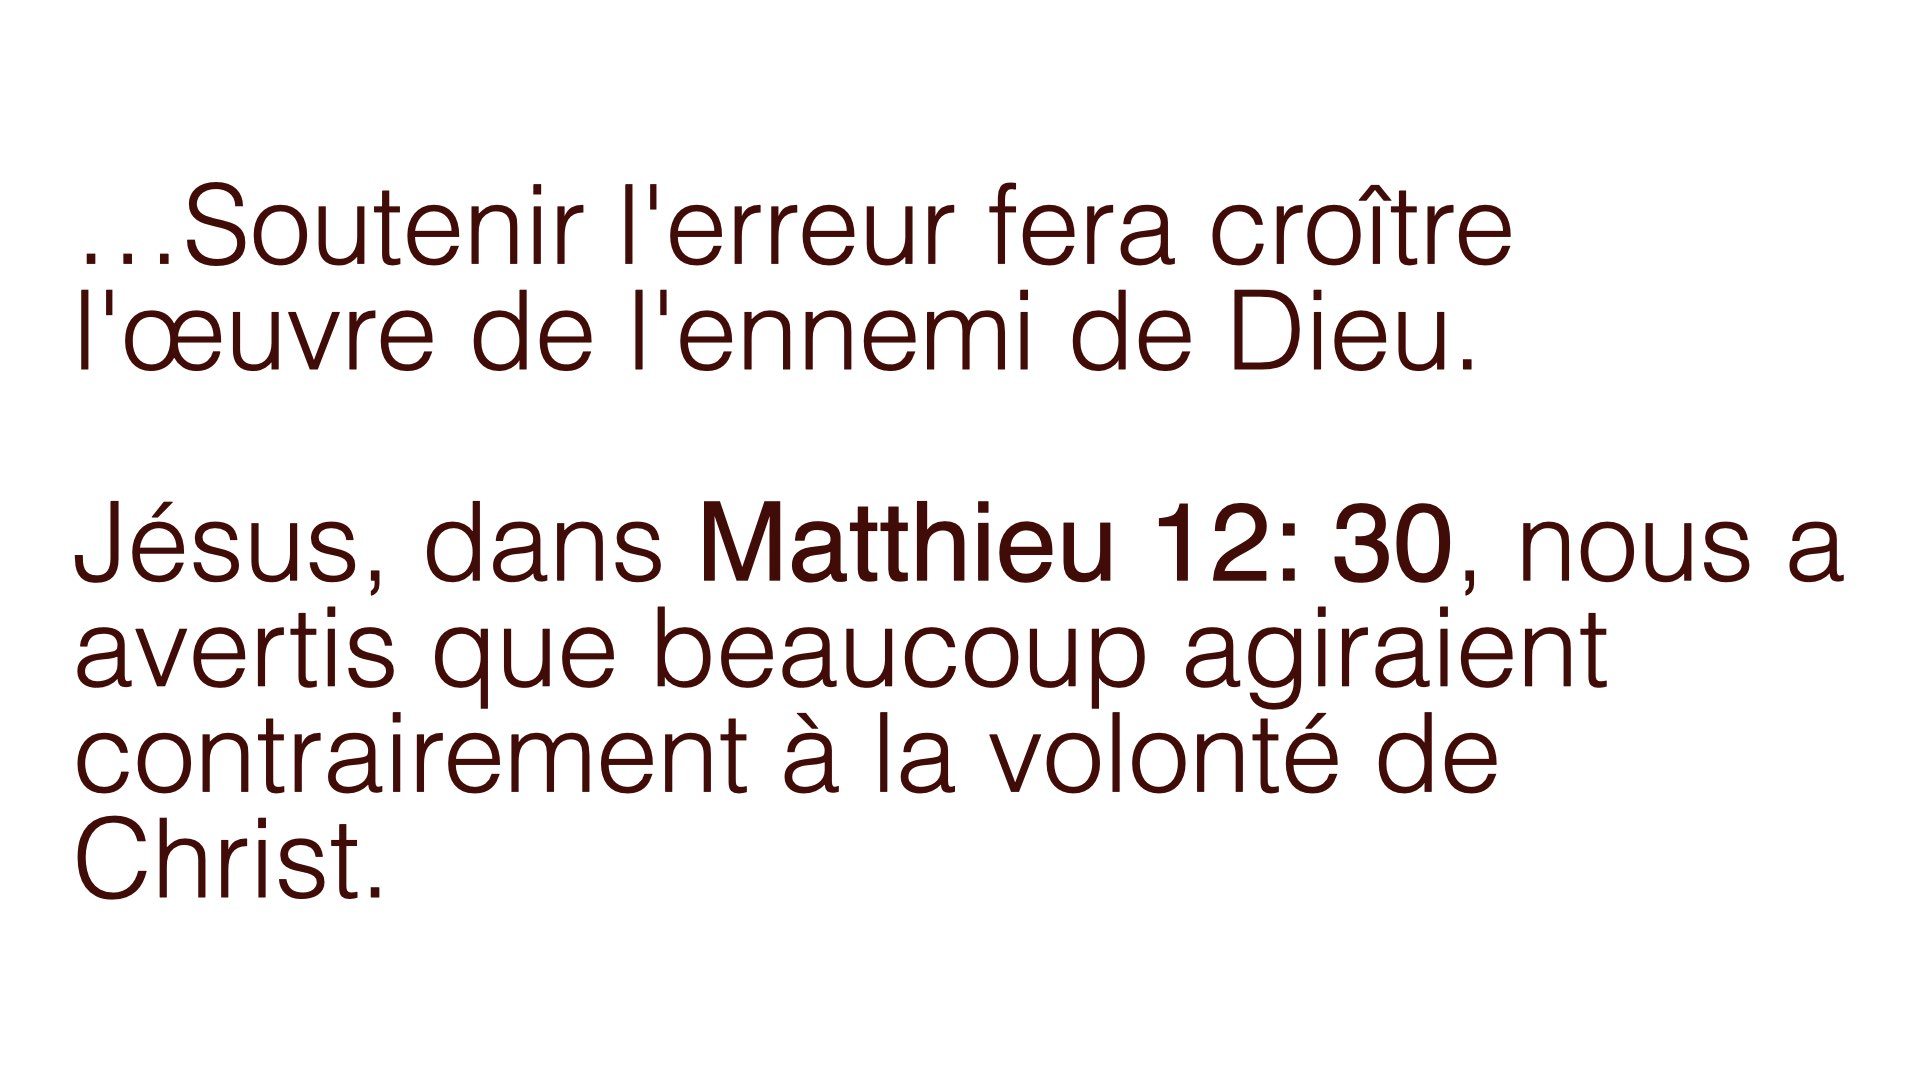 …Soutenir l'erreur fera croître
l'œuvre de l'ennemi de Dieu.
Jésus, dans Matthieu 12: 30, nous a
avertis que beaucoup agiraient
contrairement à la volonté de
Christ.